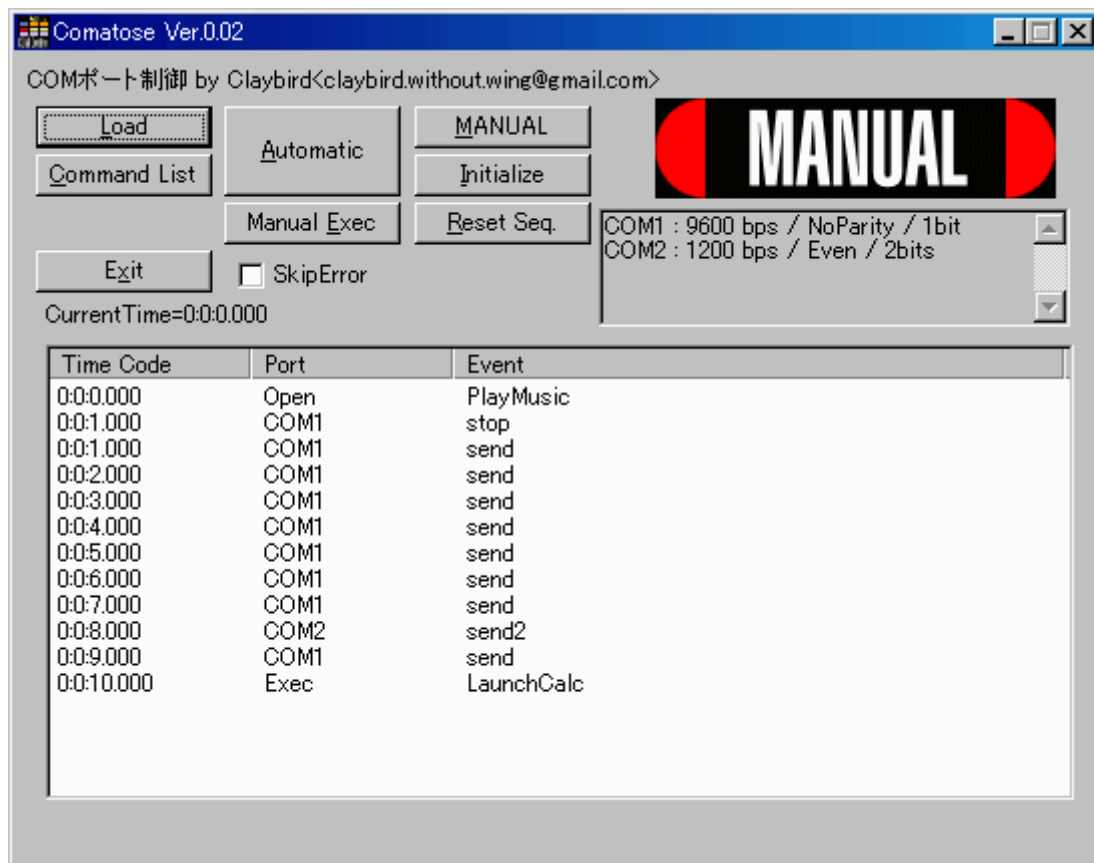 Comatose Ver.0.02
COMポート制御 by Claybird<claybird.without.wing@gmail.com>
Load
Automatic
MANUAL
MANUAL
Command List
Initialize
Manual Exec
Reset Seq.
COM1 : 9600 bps / NoParity / 1bit
COM2 : 1200 bps / Even / 2bits
Exit
SkipError
CurrentTime=0:0:0.000
Time Code Port Event
0:0:0.000 Open PlayMusic
0:0:1.000 COM1 stop
0:0:1.000 COM1 send
0:0:2.000 COM1 send
0:0:3.000 COM1 send
0:0:4.000 COM1 send
0:0:5.000 COM1 send
0:0:6.000 COM1 send
0:0:7.000 COM1 send
0:0:8.000 COM2 send2
0:0:9.000 COM1 send
0:0:10.000 Exec LaunchCalc